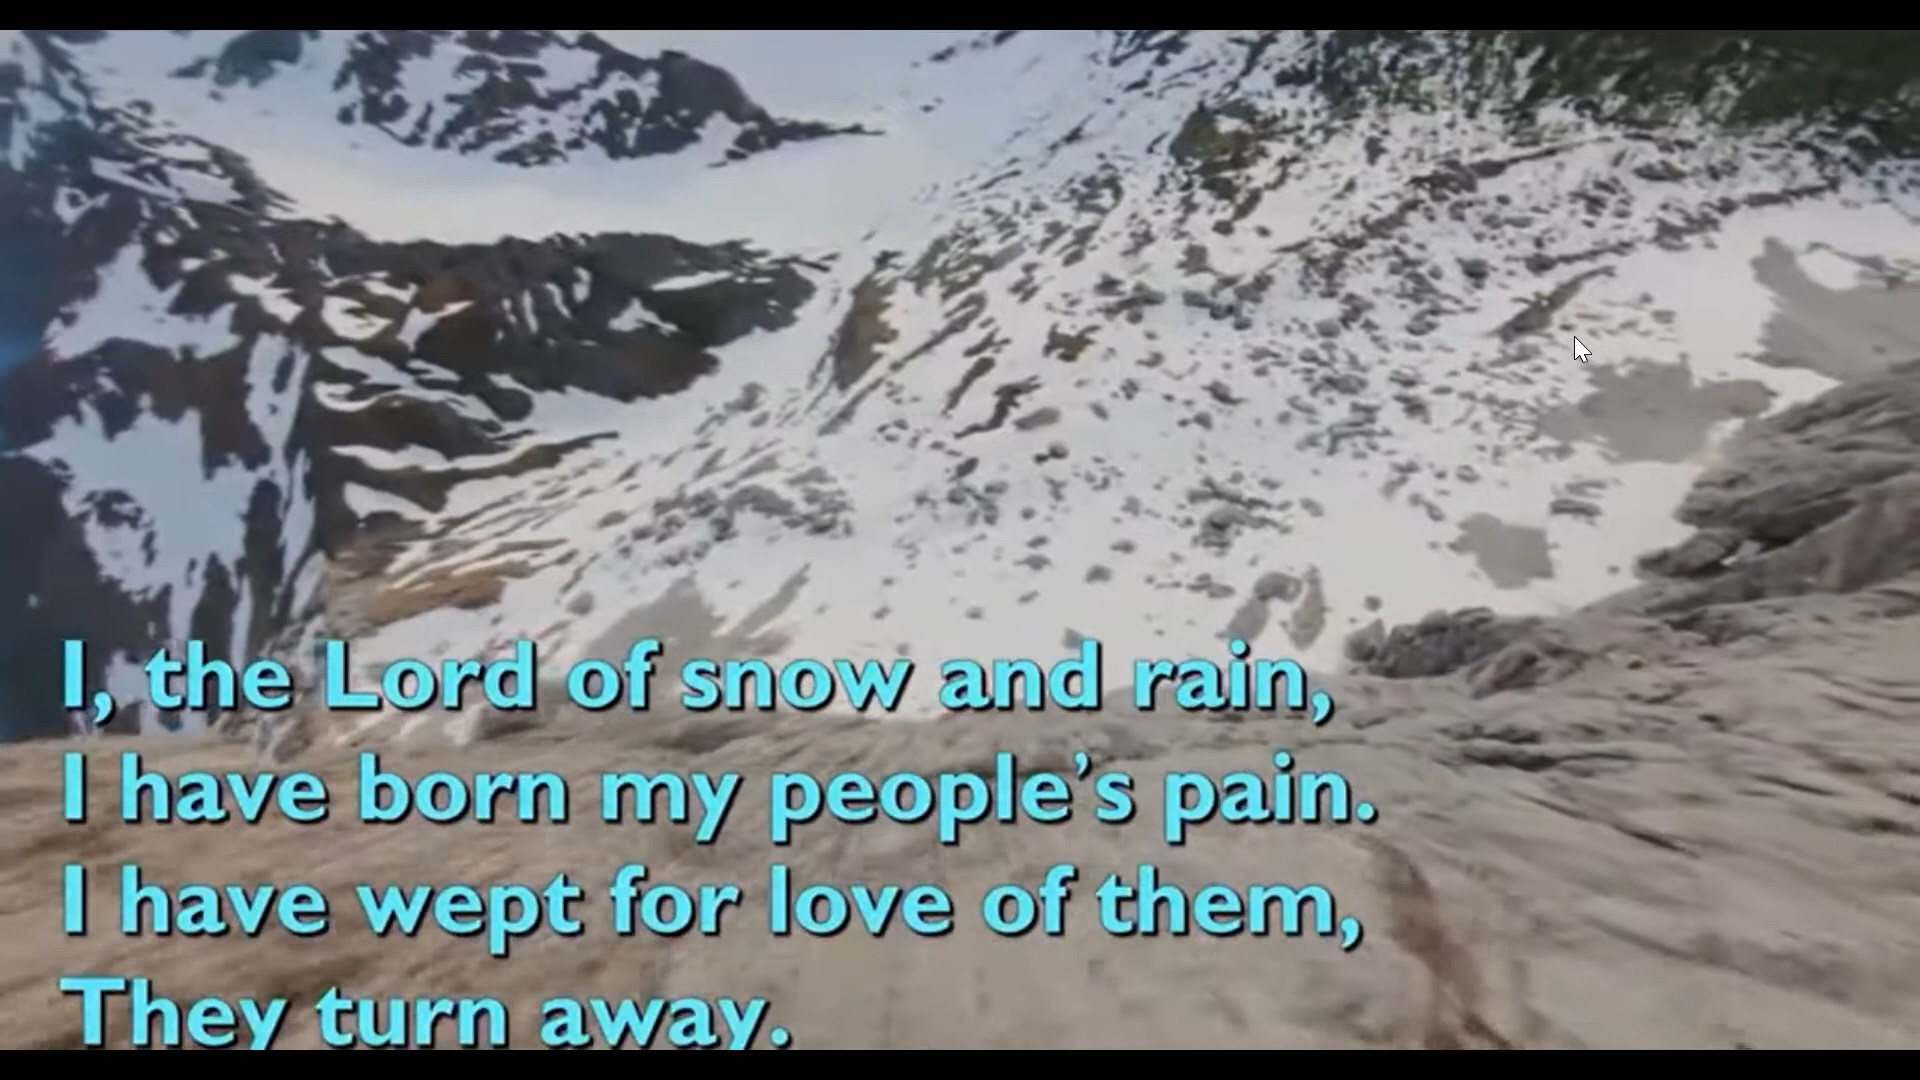 I, the Lord of snow and rain,
I have born my people’s pain.
I have wept for love of them,
They turn away.